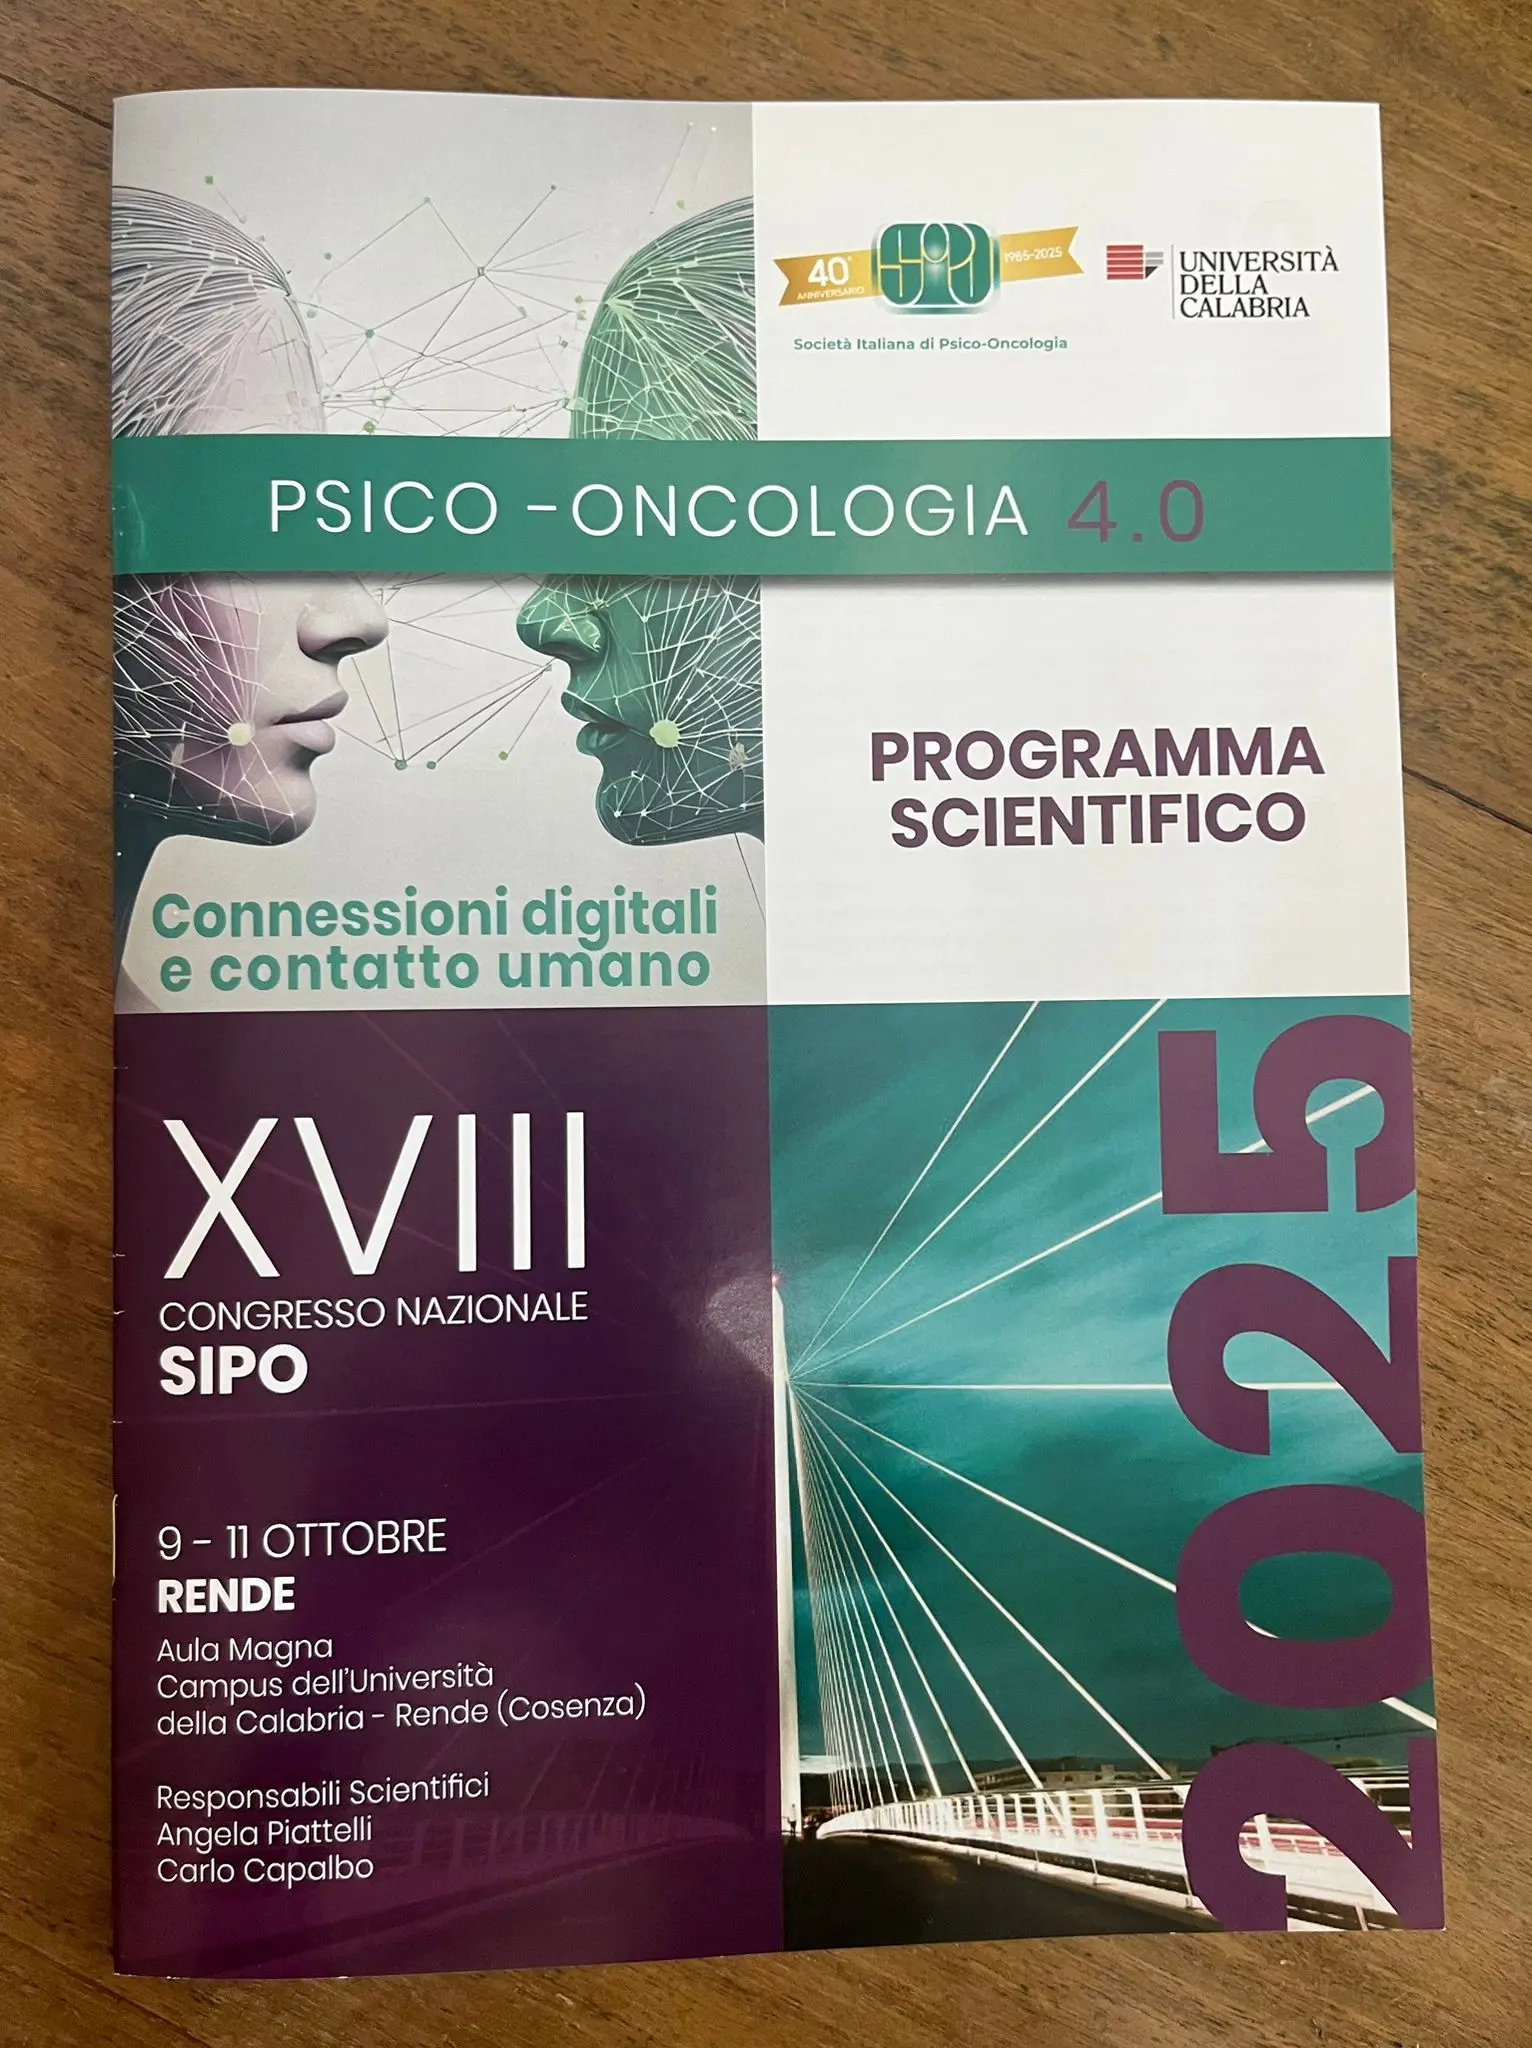 40° ANNIVERSARIO
SIPO
1985-2025
Società Italiana di Psico-Oncologia
UNIVERSITÀ
DELLA
CALABRIA
PSICO - ONCOLOGIA 4.0
PROGRAMMA
SCIENTIFICO
Connessioni digitali
e contatto umano
XVIII
CONGRESSO NAZIONALE
SIPO
9 - 11 OTTOBRE
RENDE
Aula Magna
Campus dell'Università
della Calabria - Rende (Cosenza)
Responsabili Scientifici
Angela Piattelli
Carlo Capalbo
2025